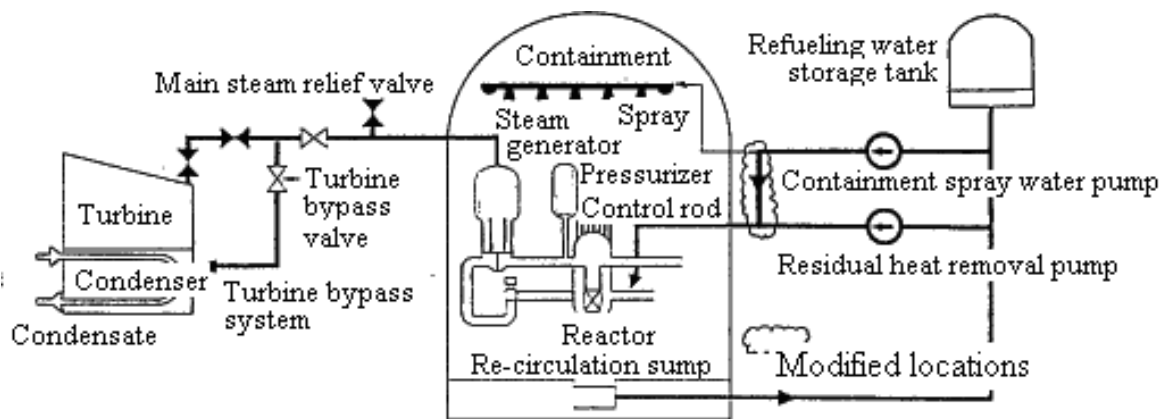 Containment
Refueling water
storage tank
Main steam relief valve
Steam
generator
Spray
Pressurizer
Containment spray water pump
Turbine
bypass
valve
Turbine
Control rod
Condenser
Residual heat removal pump
Turbine bypass
system
Condensate
Reactor
Re-circulation sump
Modified locations